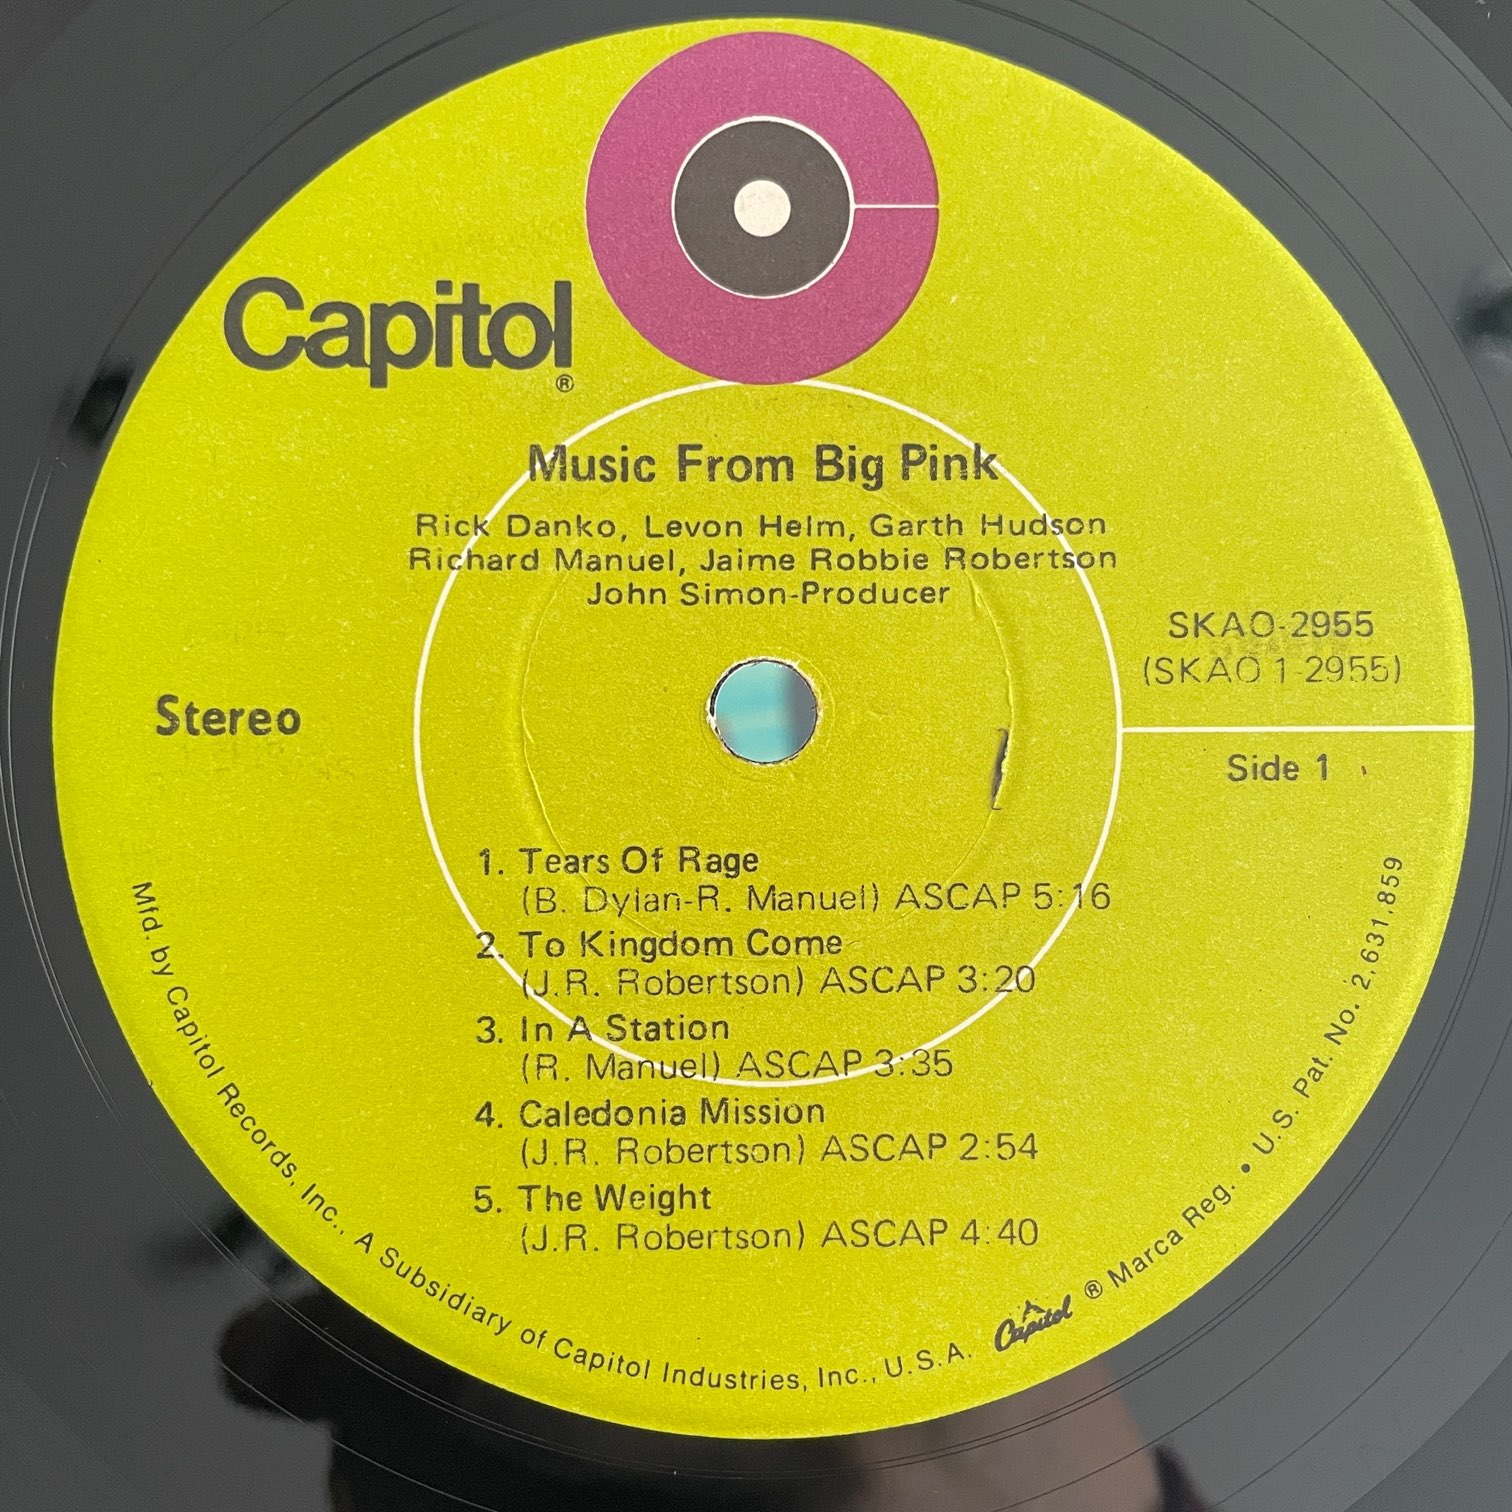 Capitol®
Music From Big Pink
Rick Danko, Levon Helm, Garth Hudson
Richard Manuel, Jaime Robbie Robertson
John Simon-Producer
SKAO-2955
(SKAO 1-2955)
Stereo
Side 1
1. Tears Of Rage
(B. Dylan-R. Manuel) ASCAP 5:16
2. To Kingdom Come
(J.R. Robertson) ASCAP 3:20
3. In A Station
(R. Manuel) ASCAP 3:35
4. Caledonia Mission
(J.R. Robertson) ASCAP 2:54
5. The Weight
(J.R. Robertson) ASCAP 4:40
Mfd. by Capitol Records, Inc., A Subsidiary of Capitol Industries, Inc., U.S.A. Capitol ® Marca Reg. • U.S. Pat. No. 2,631,859